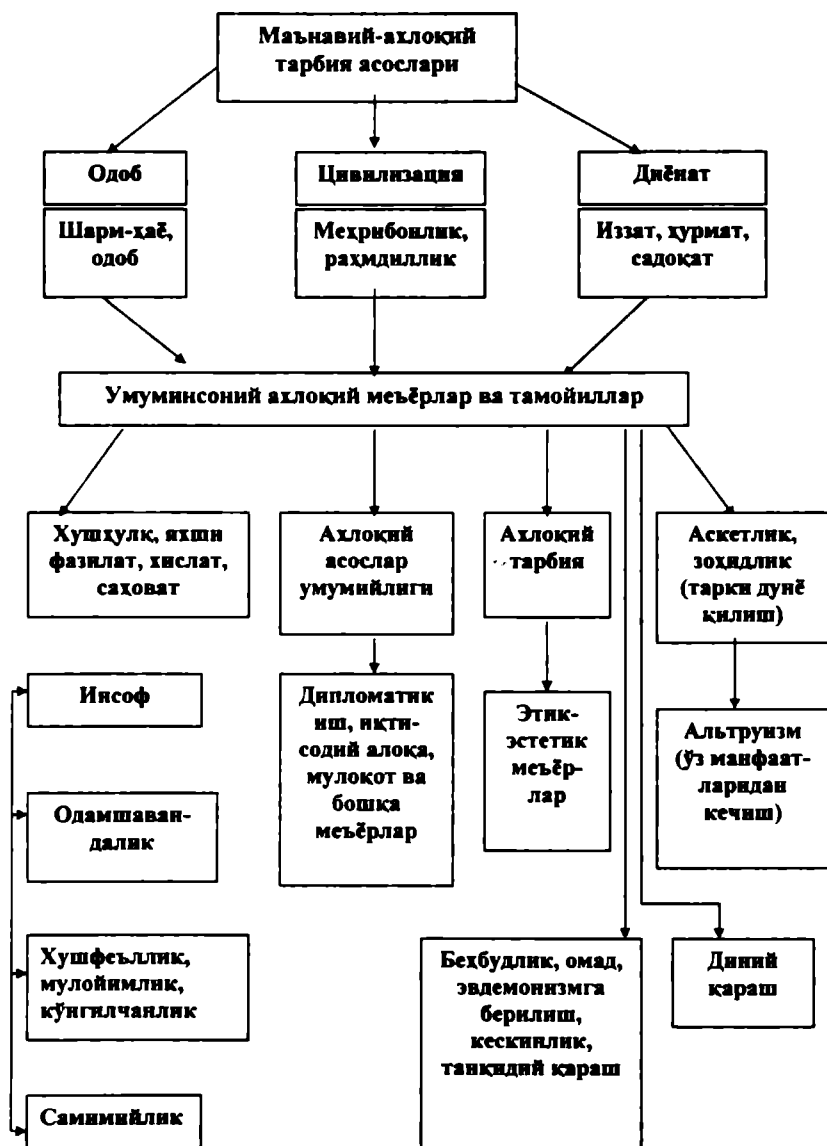 Маънавий-ахлоқий
тарбия асослари
Одоб
Цивилизация
Диёнат
Шарм-ҳаё,
одоб
Меҳрибонлик,
раҳмдиллик
Иззат, ҳурмат,
садоқат
Умуминсоний ахлоқий меъёрлар ва тамойиллар
Хушҳулқ, яхши
фазилат, хислат,
саҳоват
Ахлоқий
асослар
умумийлиги
Ахлоқий
тарбия
Аскетлик,
зоҳидлик
(тарки дунё
қилиш)
Инсоф
Одамшаван-
далик
Хушфеъллик,
мулойимлик,
кўнгилчанлик
Самимийлик
Дипломатик
иш, иқти-
содий алоқа,
мулоқот ва
бошқа
меъёрлар
Этик-
эстетик
меъёр-
лар
Альтруизм
(ўз манфаат-
ларидан
кечиш)
Беҳбудлик, омад,
эвдемонизмга
берилиш,
кескинлик,
танқидий қараш
Диний
қараш